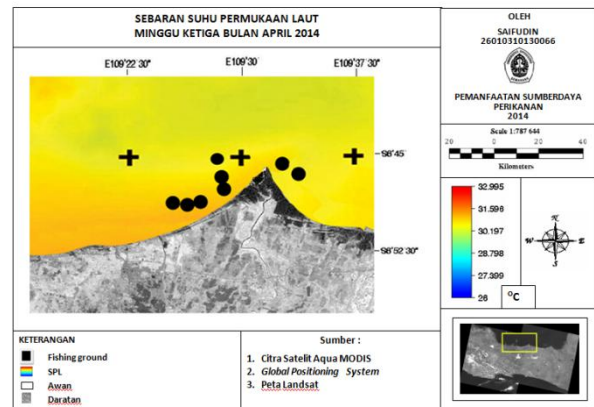 SEBARAN SUHU PERMUKAAN LAUT
MINGGU KETIGA BULAN APRIL 2014
E109°22'30" E109°30' E109°37'30"
S6°45'
S6°52'30"
OLEH
SAIFUDIN
26010310130066
PEMANFAATAN SUMBERDAYA
PERIKANAN
2014
Scale 1:787 644
20 0 20 40
Kilometers
32.995
31.596
30.197
28.798
27.399
26
°C
N
W E
S
KETERANGAN
Fishing ground
SPL
Awan
Daratan
Sumber :
1. Citra Satelit Aqua MODIS
2. Global Positioning System
3. Peta Landsat